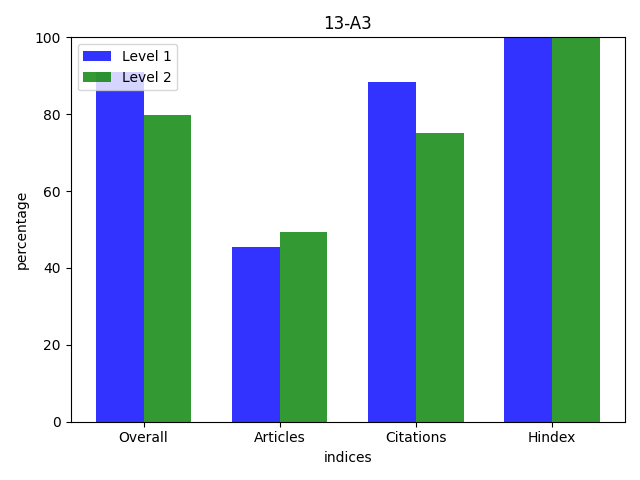 13-A3
Level 1
Level 2
100
80
60
40
20
0
percentage
Overall Articles Citations Hindex
indices